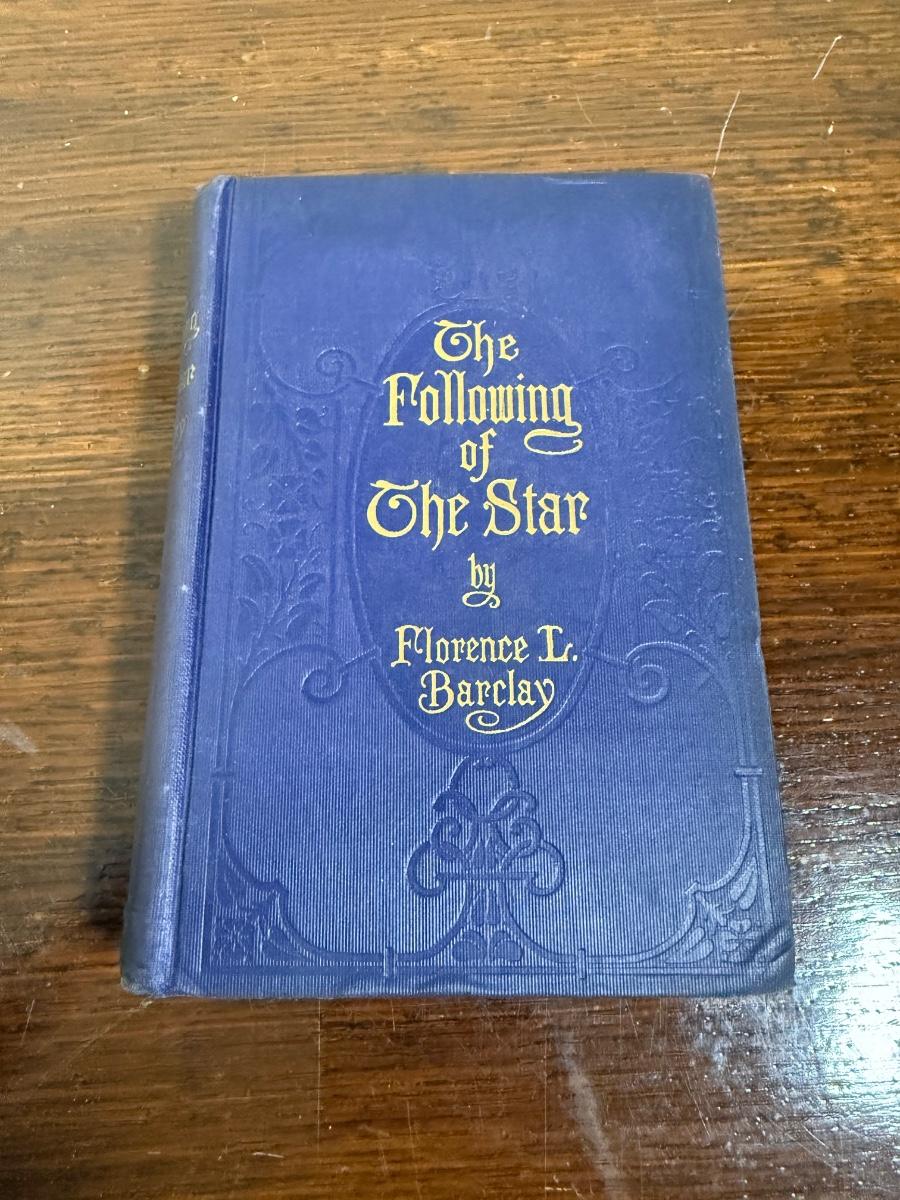 The
Following
of
The Star
by
Florence L.
Barclay